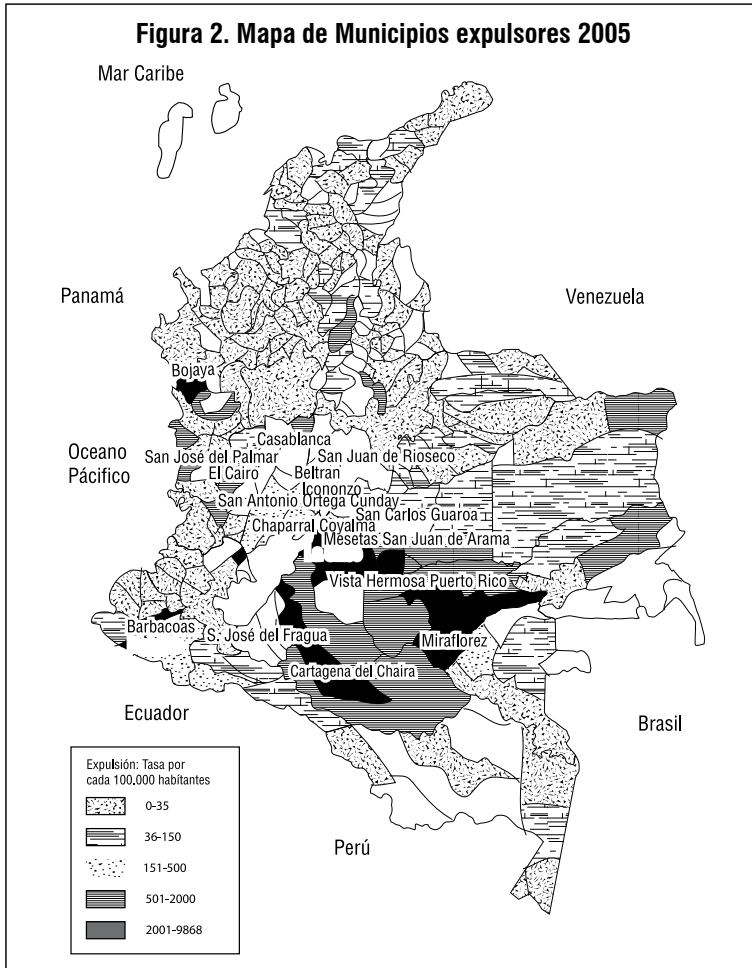 Figura 2. Mapa de Municipios expulsores 2005
Mar Caribe
Panamá
Venezuela
Bojaya
Oceano
Pácifico
Casablanca
San José del Palmar
San Juan de Rioseco
El Cairo
Beltran
Icononzo
San Antonio Ortega Cunday
San Carlos Guaroa
Chaparral Coyalma
Mesetas San Juan de Arama
Vista Hermosa Puerto Rico
Barbacoas
S. José del Fragua
Miraflorez
Cartagena del Chaira
Ecuador
Brasil
Perú
Expulsión: Tasa por
cada 100.000 habítantes
0-35
36-150
151-500
501-2000
2001-9868